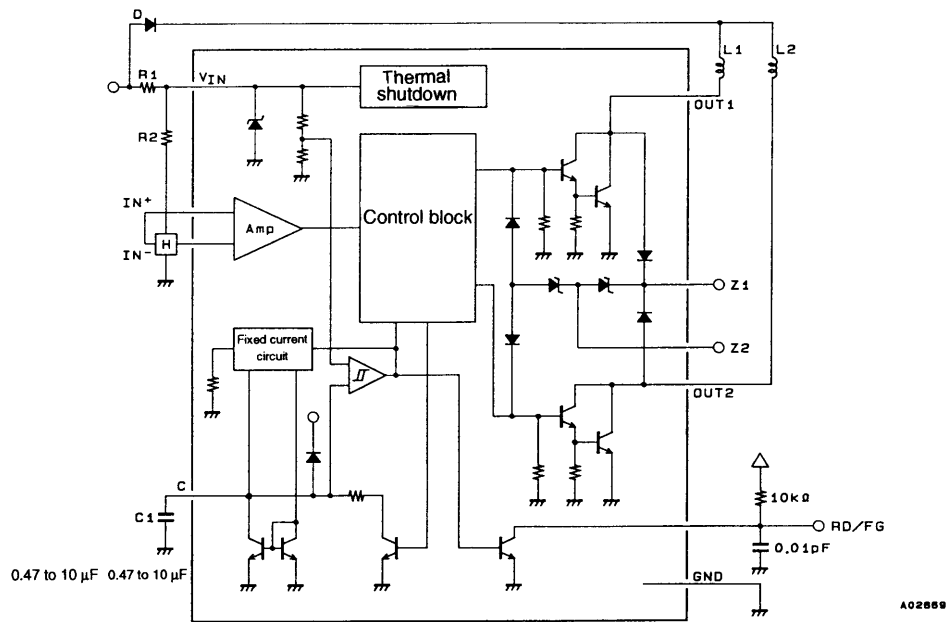 D
L1
L2
R1
VIN
Thermal
shutdown
OUT1
R2
IN+
Amp
Control block
IN-
H
Z1
Fixed current
circuit
Z2
OUT2
C
10kΩ
C1
RD/FG
0.01pF
0.47 to 10 µF 0.47 to 10 µF
GND
A02669